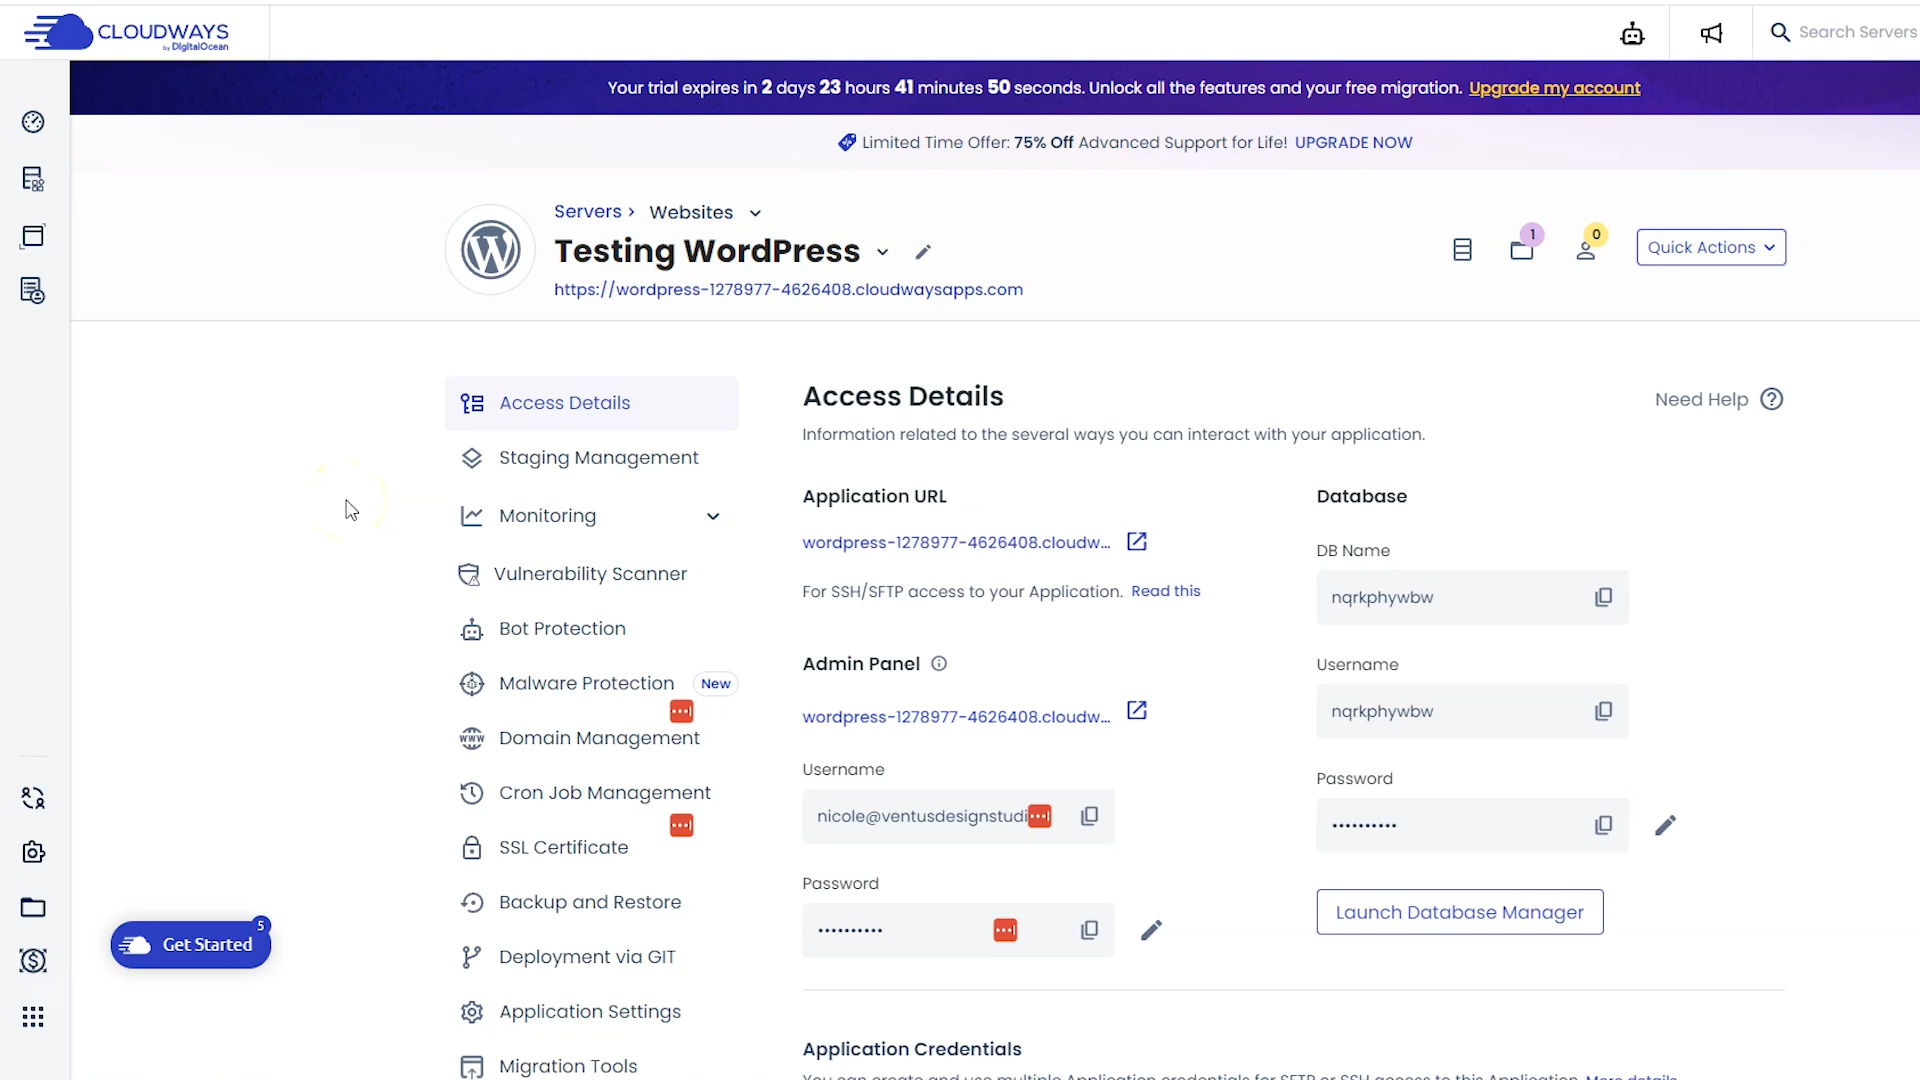 CLOUDWAYS
by DigitalOcean
Search Servers
Your trial expires in 2 days 23 hours 41 minutes 50 seconds. Unlock all the features and your free migration. Upgrade my account
Limited Time Offer: 75% Off Advanced Support for Life! UPGRADE NOW
Servers › Websites
Testing WordPress
https://wordpress-1278977-4626408.cloudwaysapps.com
1
0
Quick Actions
Access Details
Staging Management
Monitoring
Vulnerability Scanner
Bot Protection
Malware Protection New
Domain Management
Cron Job Management
SSL Certificate
Backup and Restore
Deployment via GIT
Application Settings
Migration Tools
Get Started 5
Access Details
Need Help
Information related to the several ways you can interact with your application.
Application URL
wordpress-1278977-4626408.cloudw...
For SSH/SFTP access to your Application. Read this
Admin Panel
wordpress-1278977-4626408.cloudw...
Username
nicole@ventusdesignstudi
Password
••••••••••
Database
DB Name
nqrkphywbw
Username
nqrkphywbw
Password
••••••••••
Launch Database Manager
Application Credentials
You can create and use multiple Application credentials for SFTP or SSH access to this Application. More details